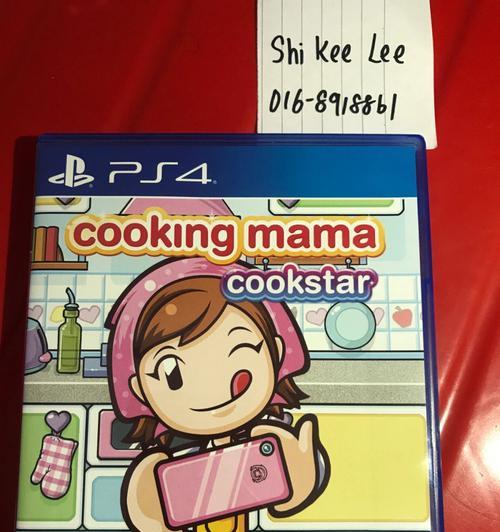 Shi Kee Lee
016-8918861
PS4
cooking mama
cookstar